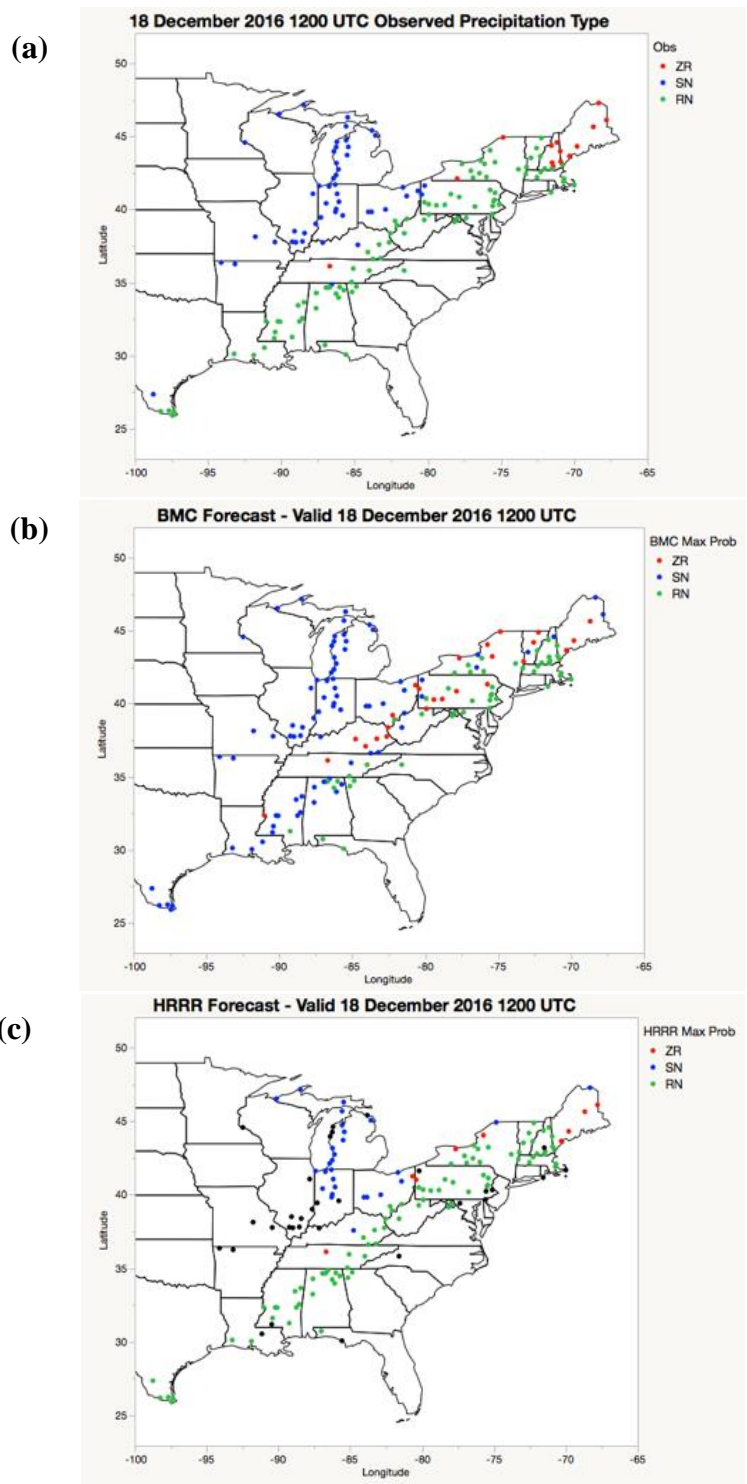 (a)
18 December 2016 1200 UTC Observed Precipitation Type
Obs
ZR
SN
RN
50
45
40
35
30
25
Latitude
-100 -95 -90 -85 -80 -75 -70 -65
Longitude
(b)
BMC Forecast - Valid 18 December 2016 1200 UTC
BMC Max Prob
ZR
SN
RN
50
45
40
35
30
25
Latitude
-100 -95 -90 -85 -80 -75 -70 -65
Longitude
(c)
HRRR Forecast - Valid 18 December 2016 1200 UTC
HRRR Max Prob
ZR
SN
RN
50
45
40
35
30
25
Latitude
-100 -95 -90 -85 -80 -75 -70 -65
Longitude